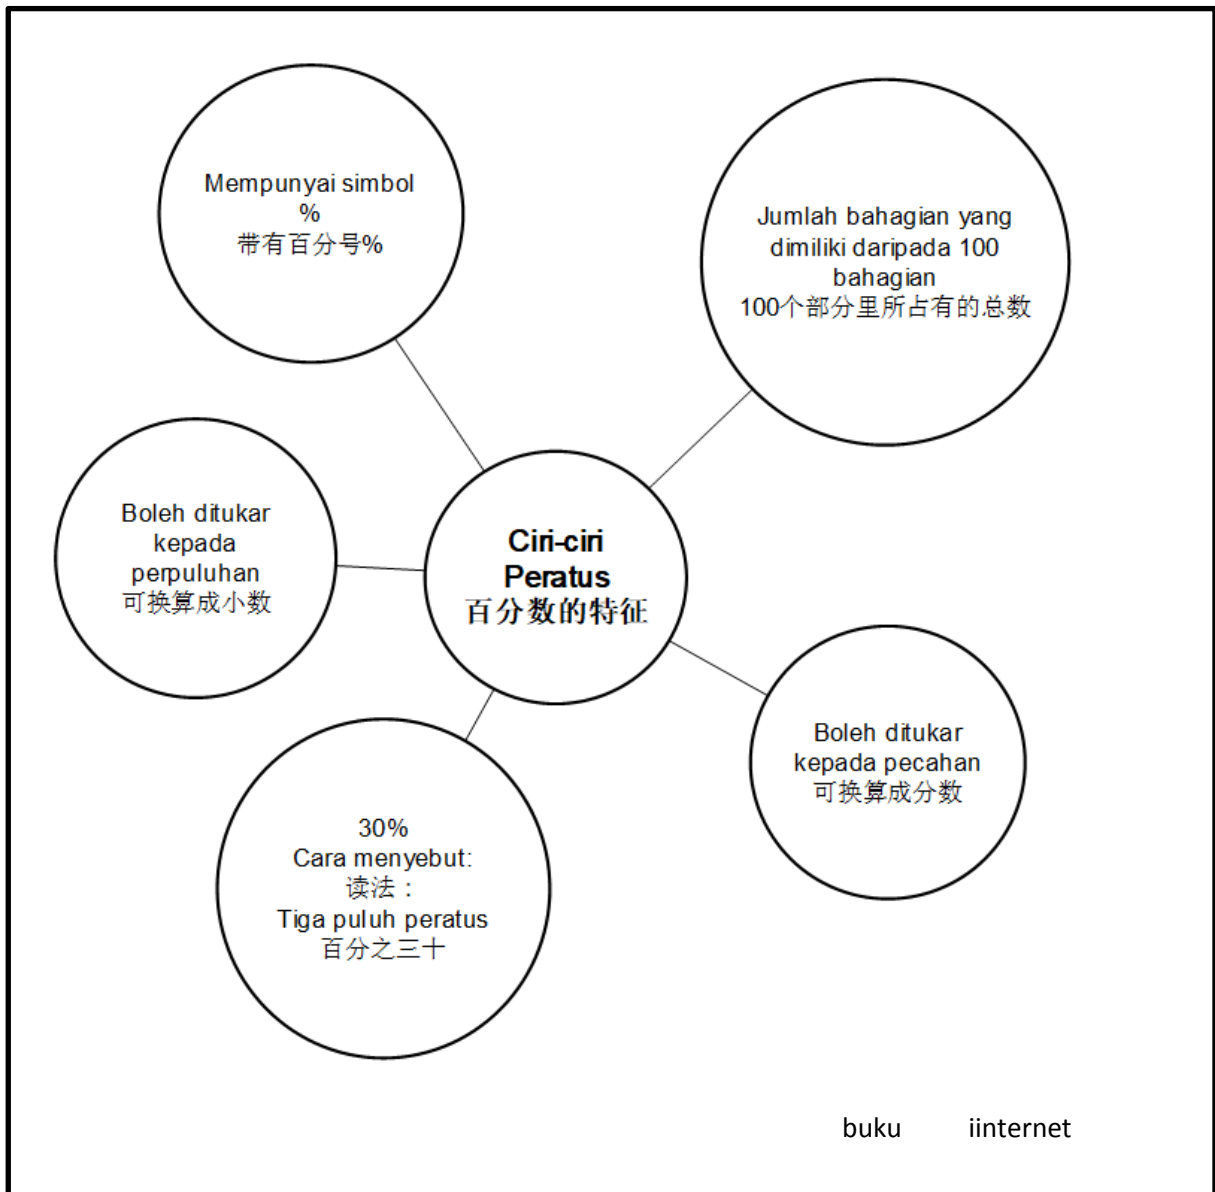 Mempunyai simbol
%
带有百分号%
Jumlah bahagian yang
dimiliki daripada 100
bahagian
100个部分里所占有的总数
Boleh ditukar
kepada
perpuluhan
可换算成小数
Ciri-ciri
Peratus
百分数的特征
Boleh ditukar
kepada pecahan
可换算成分数
30%
Cara menyebut:
读法：
Tiga puluh peratus
百分之三十
buku iinternet